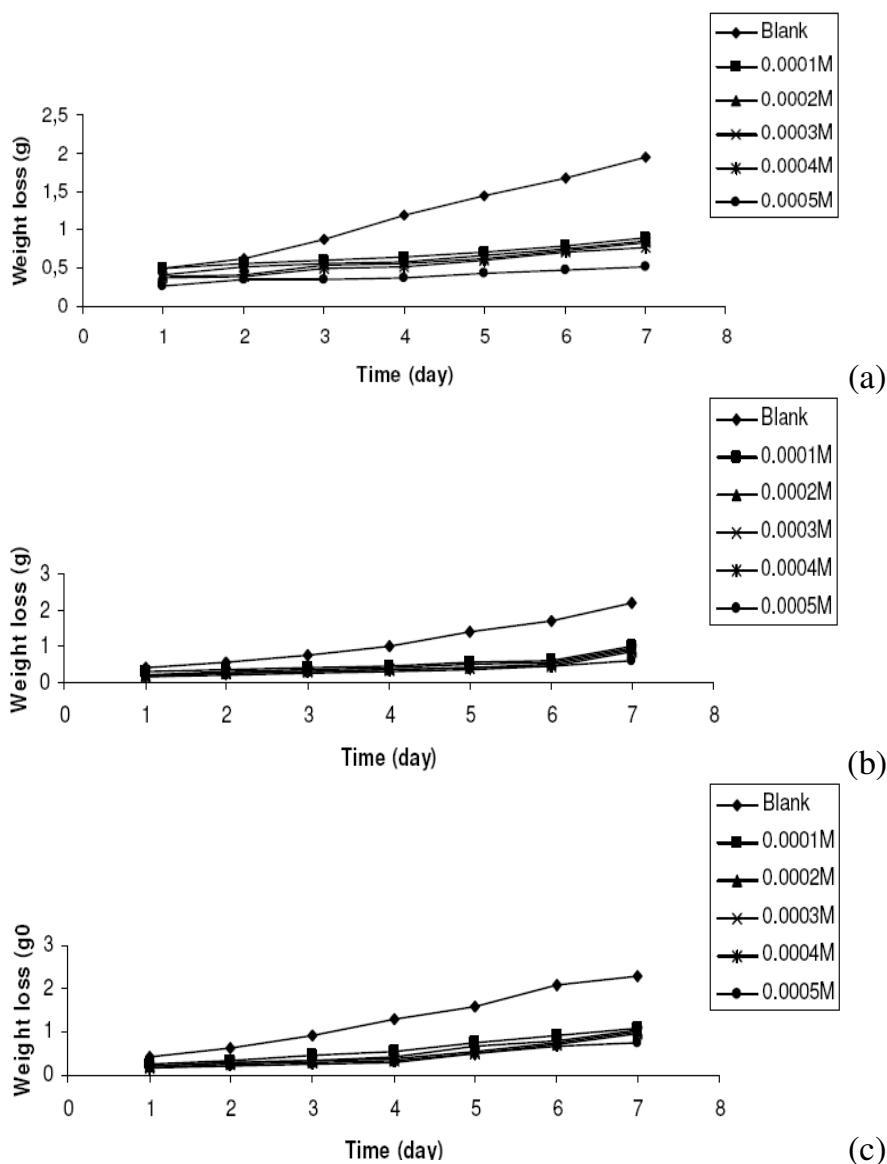 Blank
0.0001M
0.0002M
0.0003M
0.0004M
0.0005M
Weight loss (g)
2,5
2
1,5
1
0,5
0
0 1 2 3 4 5 6 7 8
Time (day)
(a)
Blank
0.0001M
0.0002M
0.0003M
0.0004M
0.0005M
Weight loss (g)
3
2
1
0
0 1 2 3 4 5 6 7 8
Time (day)
(b)
Blank
0.0001M
0.0002M
0.0003M
0.0004M
0.0005M
Weight loss (g0
3
2
1
0
0 1 2 3 4 5 6 7 8
Time (day)
(c)